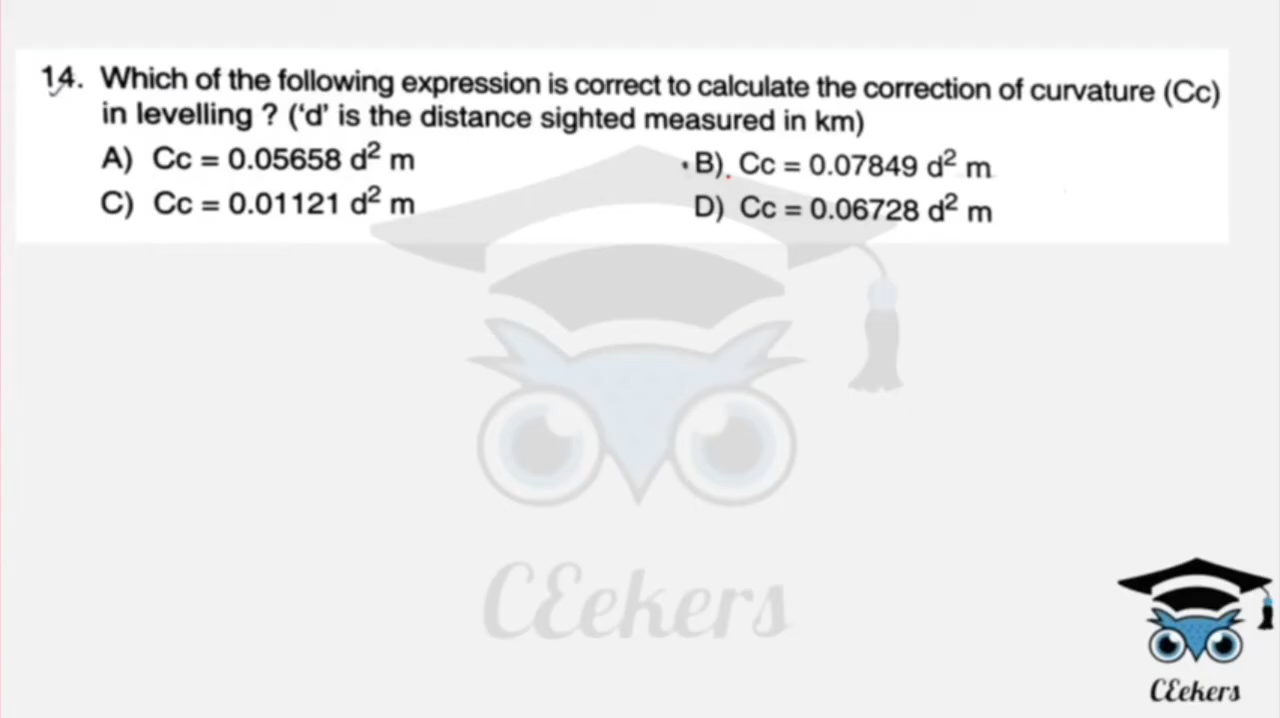 14. Which of the following expression is correct to calculate the correction of curvature (Cc)
in levelling ? ('d' is the distance sighted measured in km)
A) Cc = 0.05658 d² m
B) Cc = 0.07849 d² m
C) Cc = 0.01121 d² m
D) Cc = 0.06728 d² m
CEekers
CEekers